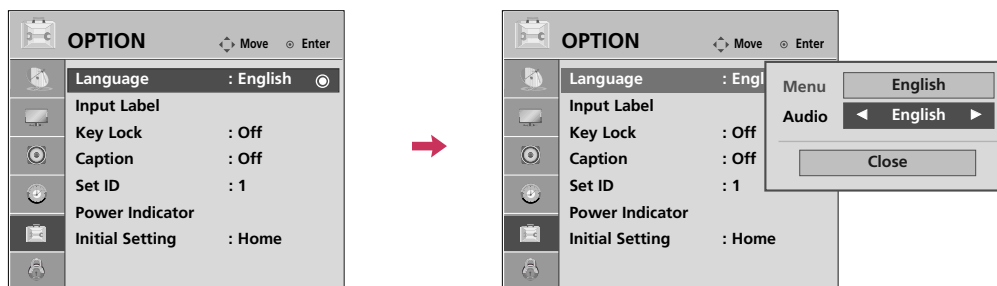 OPTION Move Enter
Language : English
Input Label
Key Lock : Off
Caption : Off
Set ID : 1
Power Indicator
Initial Setting : Home
OPTION Move Enter
Language : Engl
Input Label
Key Lock : Off
Caption : Off
Set ID : 1
Power Indicator
Initial Setting : Home
Menu English
Audio ◄ English ►
Close